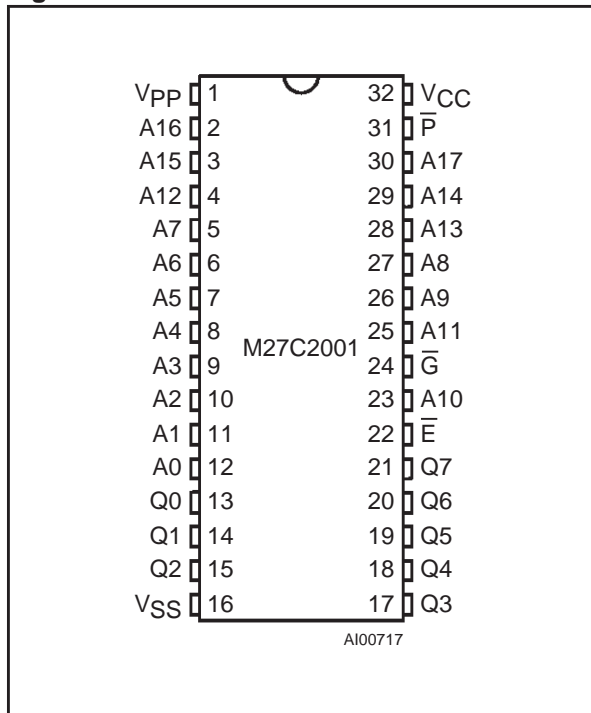 VPP 1 32 VCC
A16 2 31 P̅
A15 3 30 A17
A12 4 29 A14
A7 5 28 A13
A6 6 27 A8
A5 7 26 A9
A4 8 25 A11
M27C2001
A3 9 24 G̅
A2 10 23 A10
A1 11 22 E̅
A0 12 21 Q7
Q0 13 20 Q6
Q1 14 19 Q5
Q2 15 18 Q4
VSS 16 17 Q3
AI00717